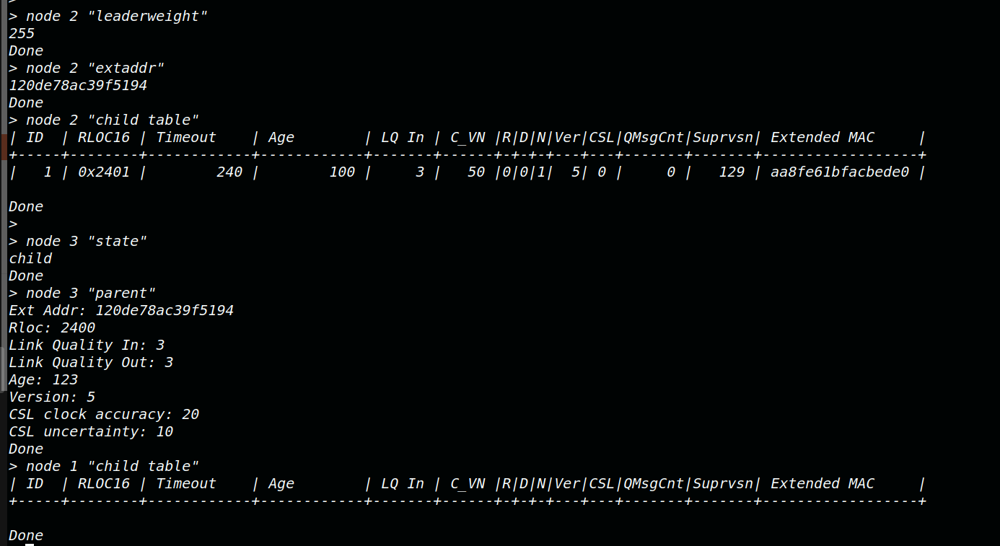 >
> node 2 "leaderweight"
255
Done
> node 2 "extaddr"
120de78ac39f5194
Done
> node 2 "child table"
| ID  | RLOC16 | Timeout    | Age        | LQ In | C_VN |R|D|N|Ver|CSL|QMsgCnt|Suprvsn| Extended MAC     |
+-----+--------+------------+------------+-------+------+-+-+-+---+---+-------+-------+------------------+
|   1 | 0x2401 |        240 |        100 |     3 |   50 |0|0|1|  5| 0 |     0 |   129 | aa8fe61bfacbede0 |
Done
>
> node 3 "state"
child
Done
> node 3 "parent"
Ext Addr: 120de78ac39f5194
Rloc: 2400
Link Quality In: 3
Link Quality Out: 3
Age: 123
Version: 5
CSL clock accuracy: 20
CSL uncertainty: 10
Done
> node 1 "child table"
| ID  | RLOC16 | Timeout    | Age        | LQ In | C_VN |R|D|N|Ver|CSL|QMsgCnt|Suprvsn| Extended MAC     |
+-----+--------+------------+------------+-------+------+-+-+-+---+---+-------+-------+------------------+
Done